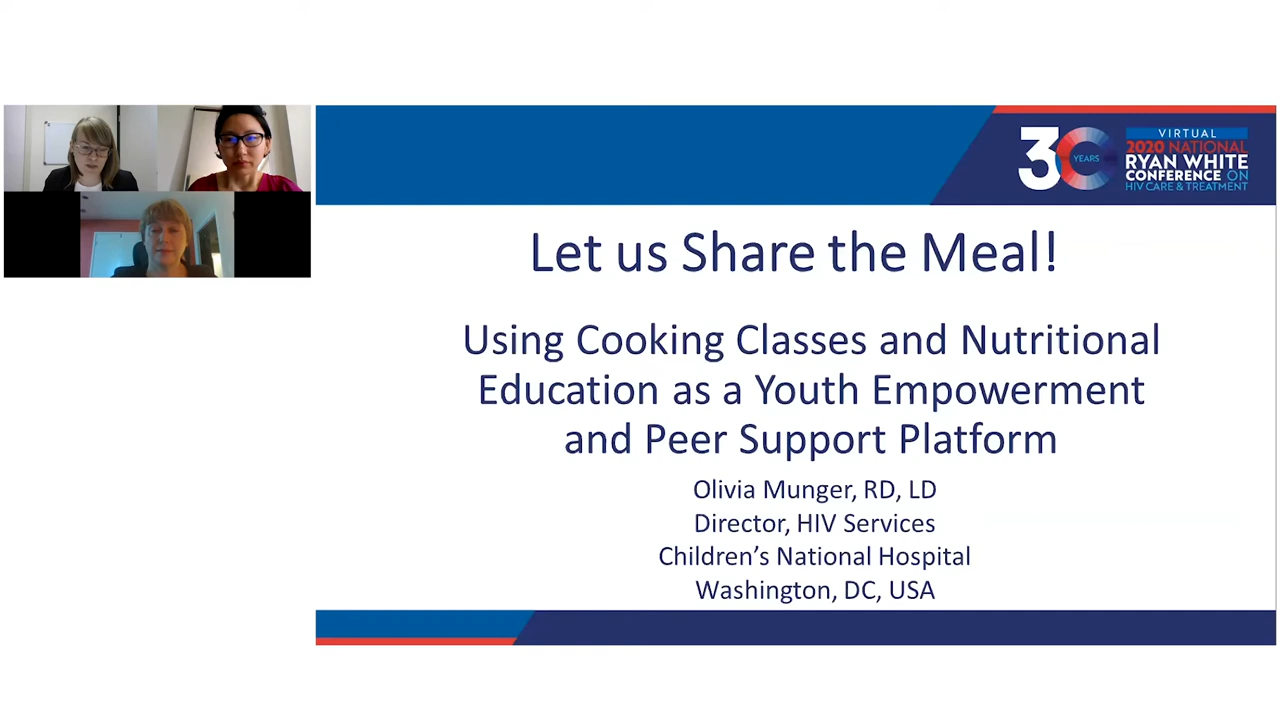 30
YEARS
VIRTUAL
2020 NATIONAL
RYAN WHITE
CONFERENCE ON
HIV CARE & TREATMENT
Let us Share the Meal!
Using Cooking Classes and Nutritional
Education as a Youth Empowerment
and Peer Support Platform
Olivia Munger, RD, LD
Director, HIV Services
Children's National Hospital
Washington, DC, USA